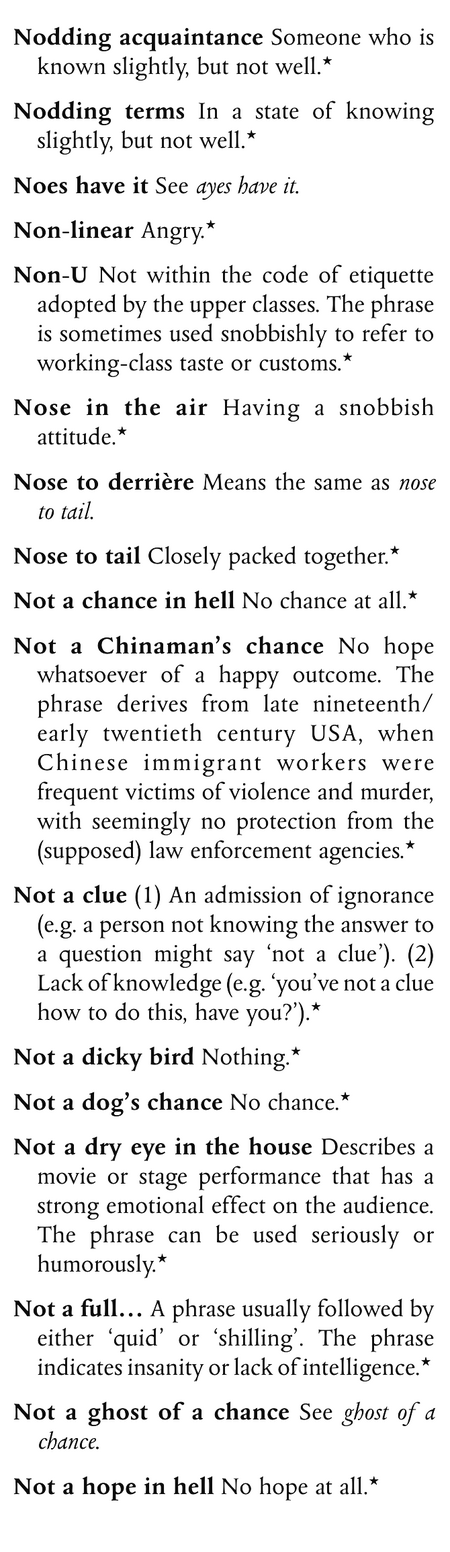 Nodding acquaintance Someone who is
known slightly, but not well.★
Nodding terms In a state of knowing
slightly, but not well.★
Noes have it See ayes have it.
Non-linear Angry.★
Non-U Not within the code of etiquette
adopted by the upper classes. The phrase
is sometimes used snobbishly to refer to
working-class taste or customs.★
Nose in the air Having a snobbish
attitude.★
Nose to derrière Means the same as nose
to tail.
Nose to tail Closely packed together.★
Not a chance in hell No chance at all.★
Not a Chinaman's chance No hope
whatsoever of a happy outcome. The
phrase derives from late nineteenth/
early twentieth century USA, when
Chinese immigrant workers were
frequent victims of violence and murder,
with seemingly no protection from the
(supposed) law enforcement agencies.★
Not a clue (1) An admission of ignorance
(e.g. a person not knowing the answer to
a question might say ‘not a clue’). (2)
Lack of knowledge (e.g. ‘you’ve not a clue
how to do this, have you?’).★
Not a dicky bird Nothing.★
Not a dog’s chance No chance.★
Not a dry eye in the house Describes a
movie or stage performance that has a
strong emotional effect on the audience.
The phrase can be used seriously or
humorously.★
Not a full… A phrase usually followed by
either ‘quid’ or ‘shilling’. The phrase
indicates insanity or lack of intelligence.★
Not a ghost of a chance See ghost of a
chance.
Not a hope in hell No hope at all.★